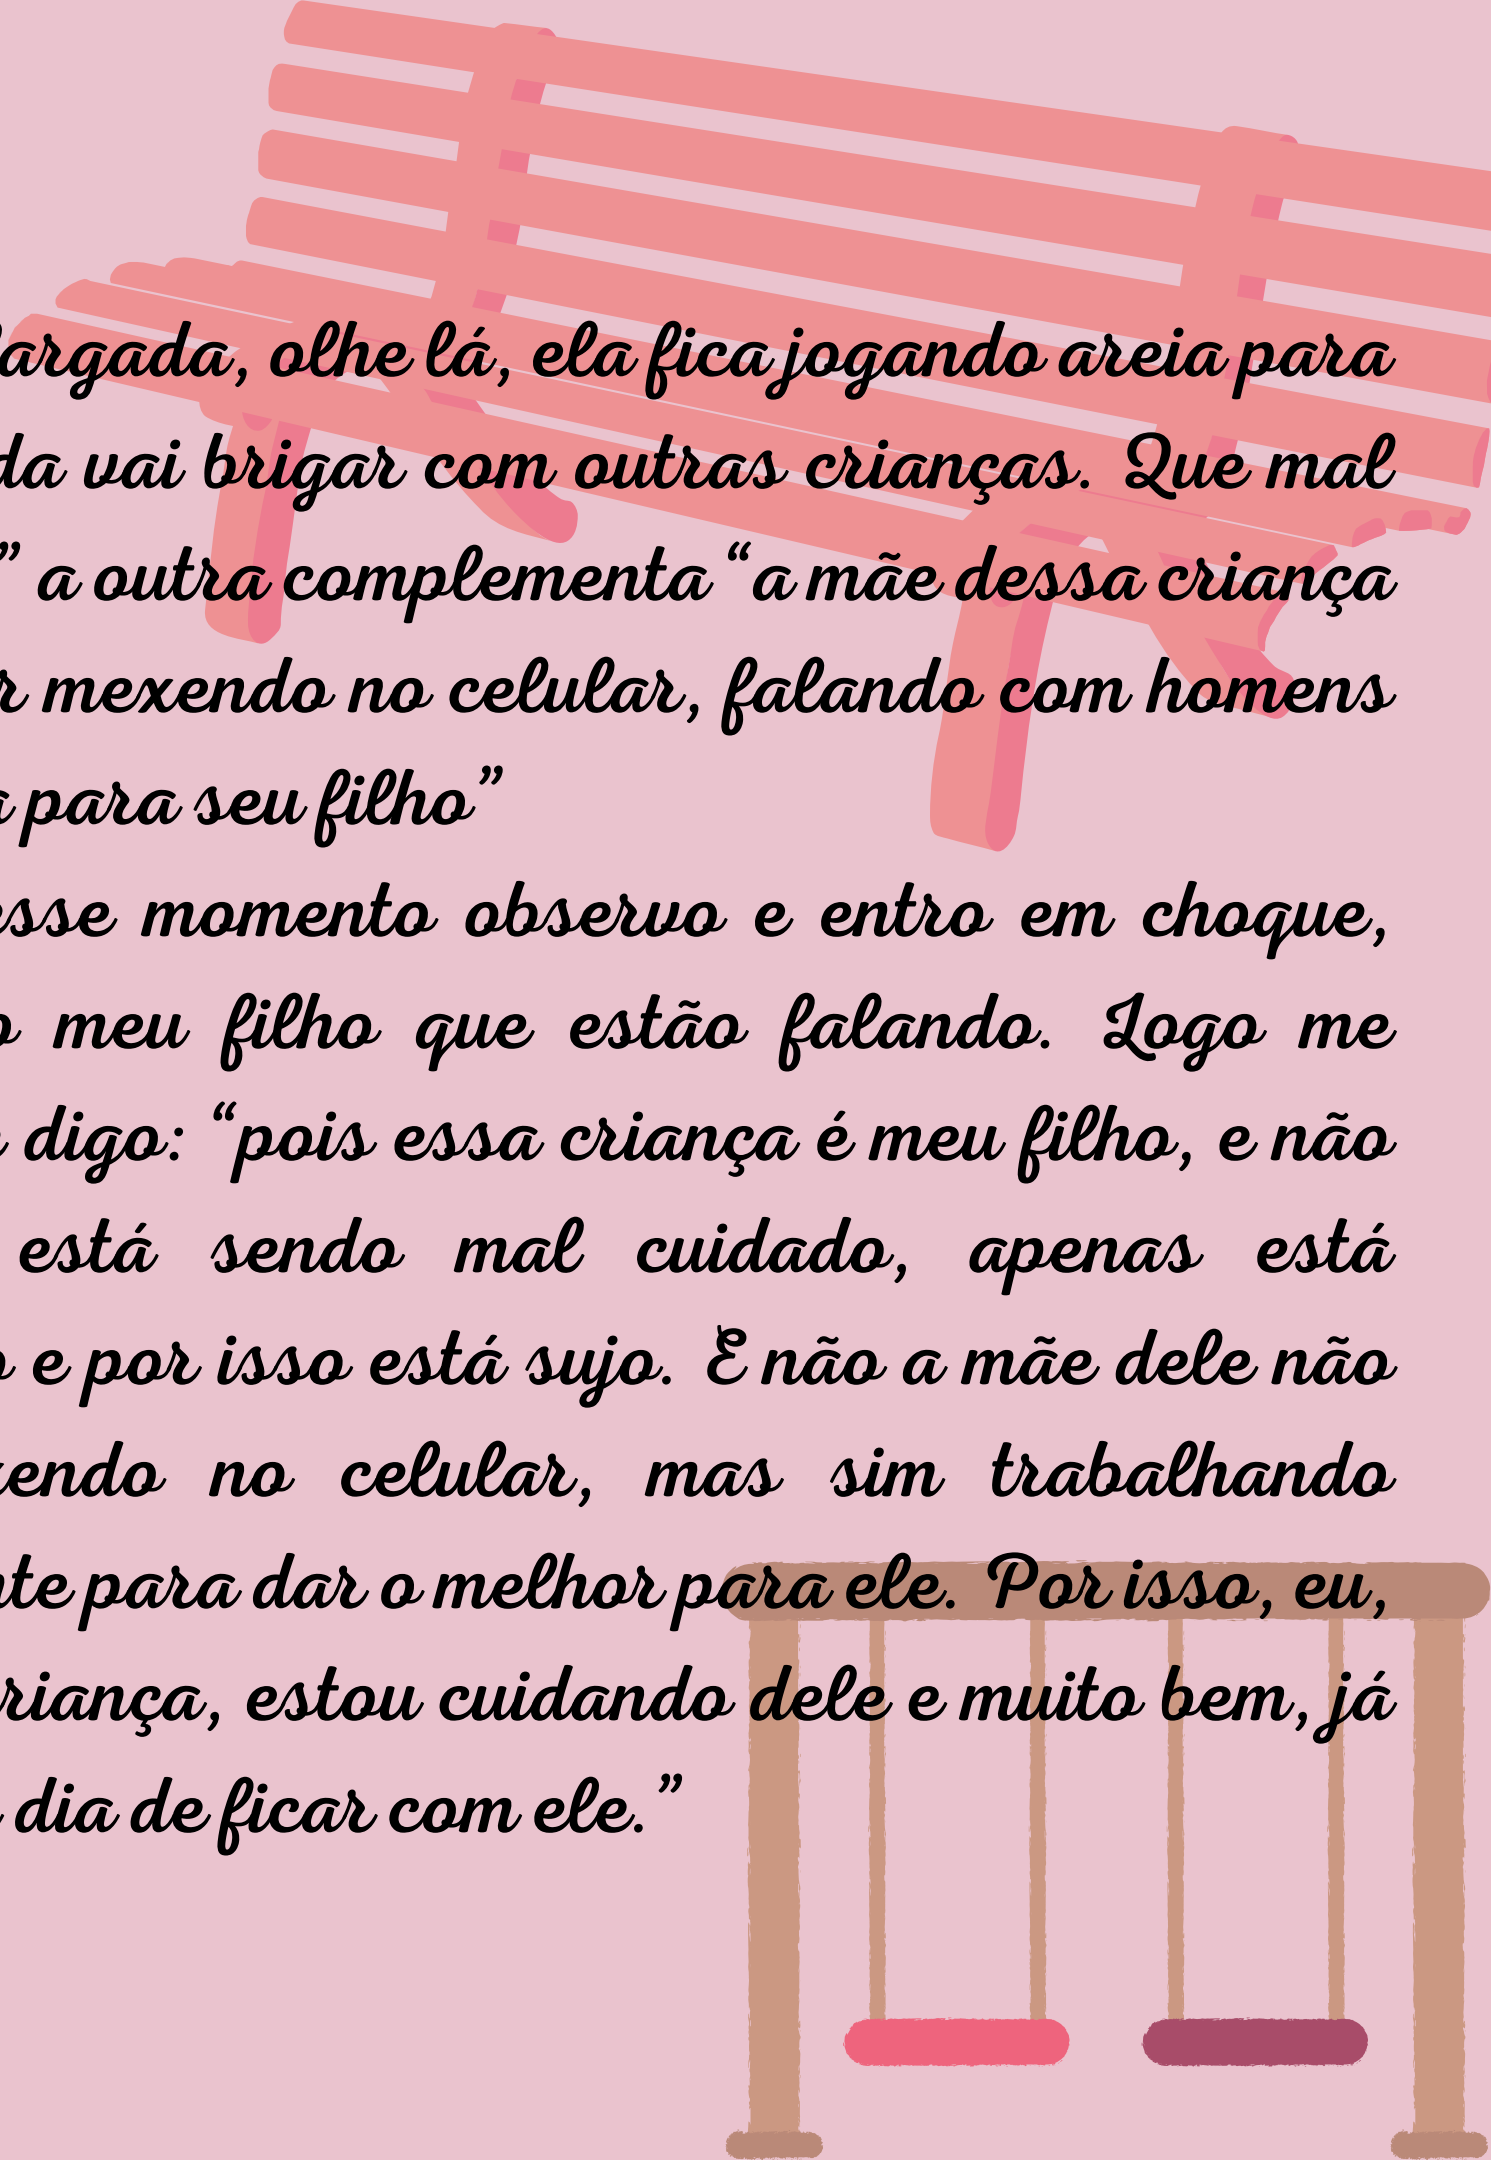 largada, olhe lá, ela fica jogando areia para
da vai brigar com outras crianças. Que mal
” a outra complementa “a mãe dessa criança
r mexendo no celular, falando com homens
a para seu filho”
esse momento observo e entro em choque,
o meu filho que estão falando. Logo me
digo: “pois essa criança é meu filho, e não
está sendo mal cuidado, apenas está
o e por isso está sujo. E não a mãe dele não
xendo no celular, mas sim trabalhando
nte para dar o melhor para ele. Por isso, eu,
riança, estou cuidando dele e muito bem, já
dia de ficar com ele.”